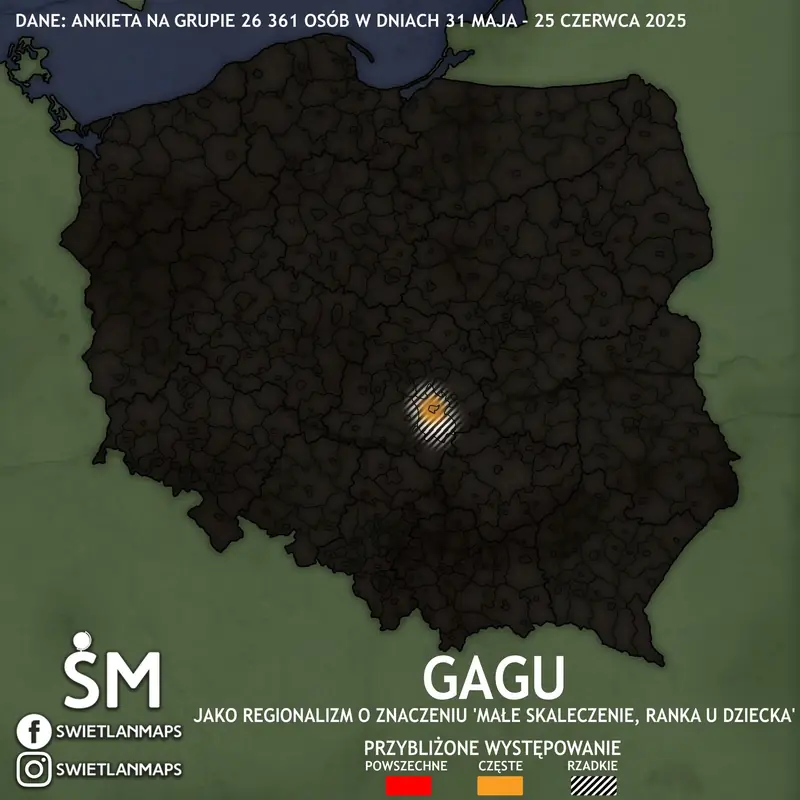 DANE: ANKIETA NA GRUPIE 26 361 OSÓB W DNIACH 31 MAJA - 25 CZERWCA 2025
ŚM
SWIETLANMAPS
SWIETLANMAPS
GAGU
JAKO REGIONALIZM O ZNACZENIU 'MAŁE SKALECZENIE, RANKA U DZIECKA'
PRZYBLIŻONE WYSTĘPOWANIE
POWSZECHNE CZĘSTE RZADKIE